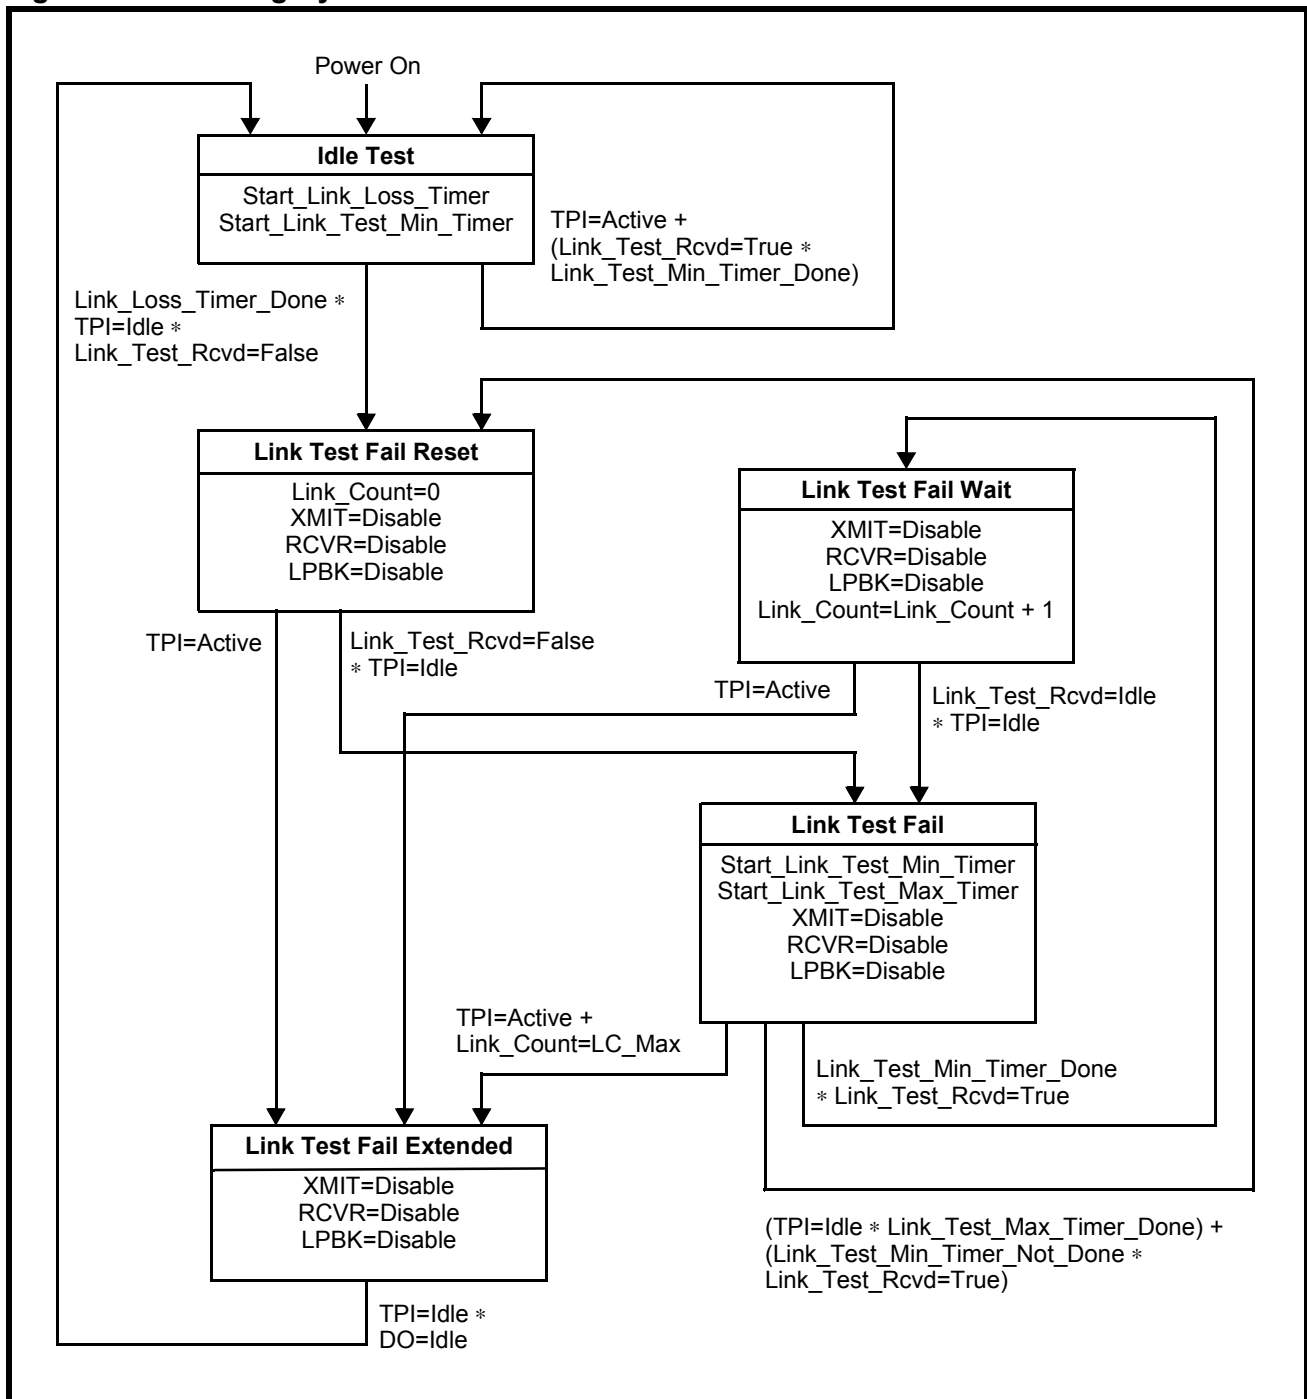 Power On
Idle Test
Start_Link_Loss_Timer
Start_Link_Test_Min_Timer
TPI=Active +
(Link_Test_Rcvd=True *
Link_Test_Min_Timer_Done)
Link_Loss_Timer_Done *
TPI=Idle *
Link_Test_Rcvd=False
Link Test Fail Reset
Link_Count=0
XMIT=Disable
RCVR=Disable
LPBK=Disable
Link Test Fail Wait
XMIT=Disable
RCVR=Disable
LPBK=Disable
Link_Count=Link_Count + 1
TPI=Active
Link_Test_Rcvd=False
* TPI=Idle
TPI=Active
Link_Test_Rcvd=Idle
* TPI=Idle
Link Test Fail
Start_Link_Test_Min_Timer
Start_Link_Test_Max_Timer
XMIT=Disable
RCVR=Disable
LPBK=Disable
TPI=Active +
Link_Count=LC_Max
Link_Test_Min_Timer_Done
* Link_Test_Rcvd=True
Link Test Fail Extended
XMIT=Disable
RCVR=Disable
LPBK=Disable
(TPI=Idle * Link_Test_Max_Timer_Done) +
(Link_Test_Min_Timer_Not_Done *
Link_Test_Rcvd=True)
TPI=Idle *
DO=Idle